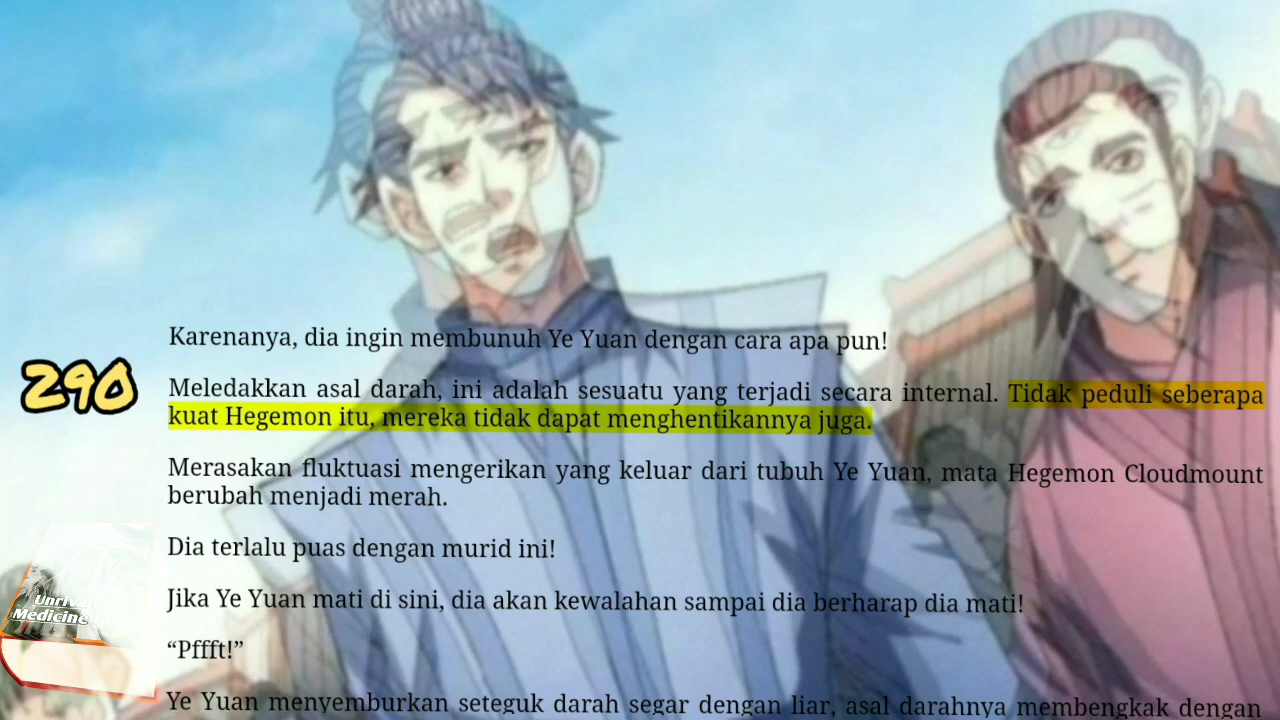 Karenanya, dia ingin membunuh Ye Yuan dengan cara apa pun!
290
Meledakkan asal darah, ini adalah sesuatu yang terjadi secara internal. Tidak peduli seberapa
kuat Hegemon itu, mereka tidak dapat menghentikannya juga.
Merasakan fluktuasi mengerikan yang keluar dari tubuh Ye Yuan, mata Hegemon Cloudmount
berubah menjadi merah.
Dia terlalu puas dengan murid ini!
Jika Ye Yuan mati di sini, dia akan kewalahan sampai dia berharap dia mati!
“Pffft!”
Ye Yuan menyemburkan seteguk darah segar dengan liar, asal darahnya membengkak dengan
Medicine